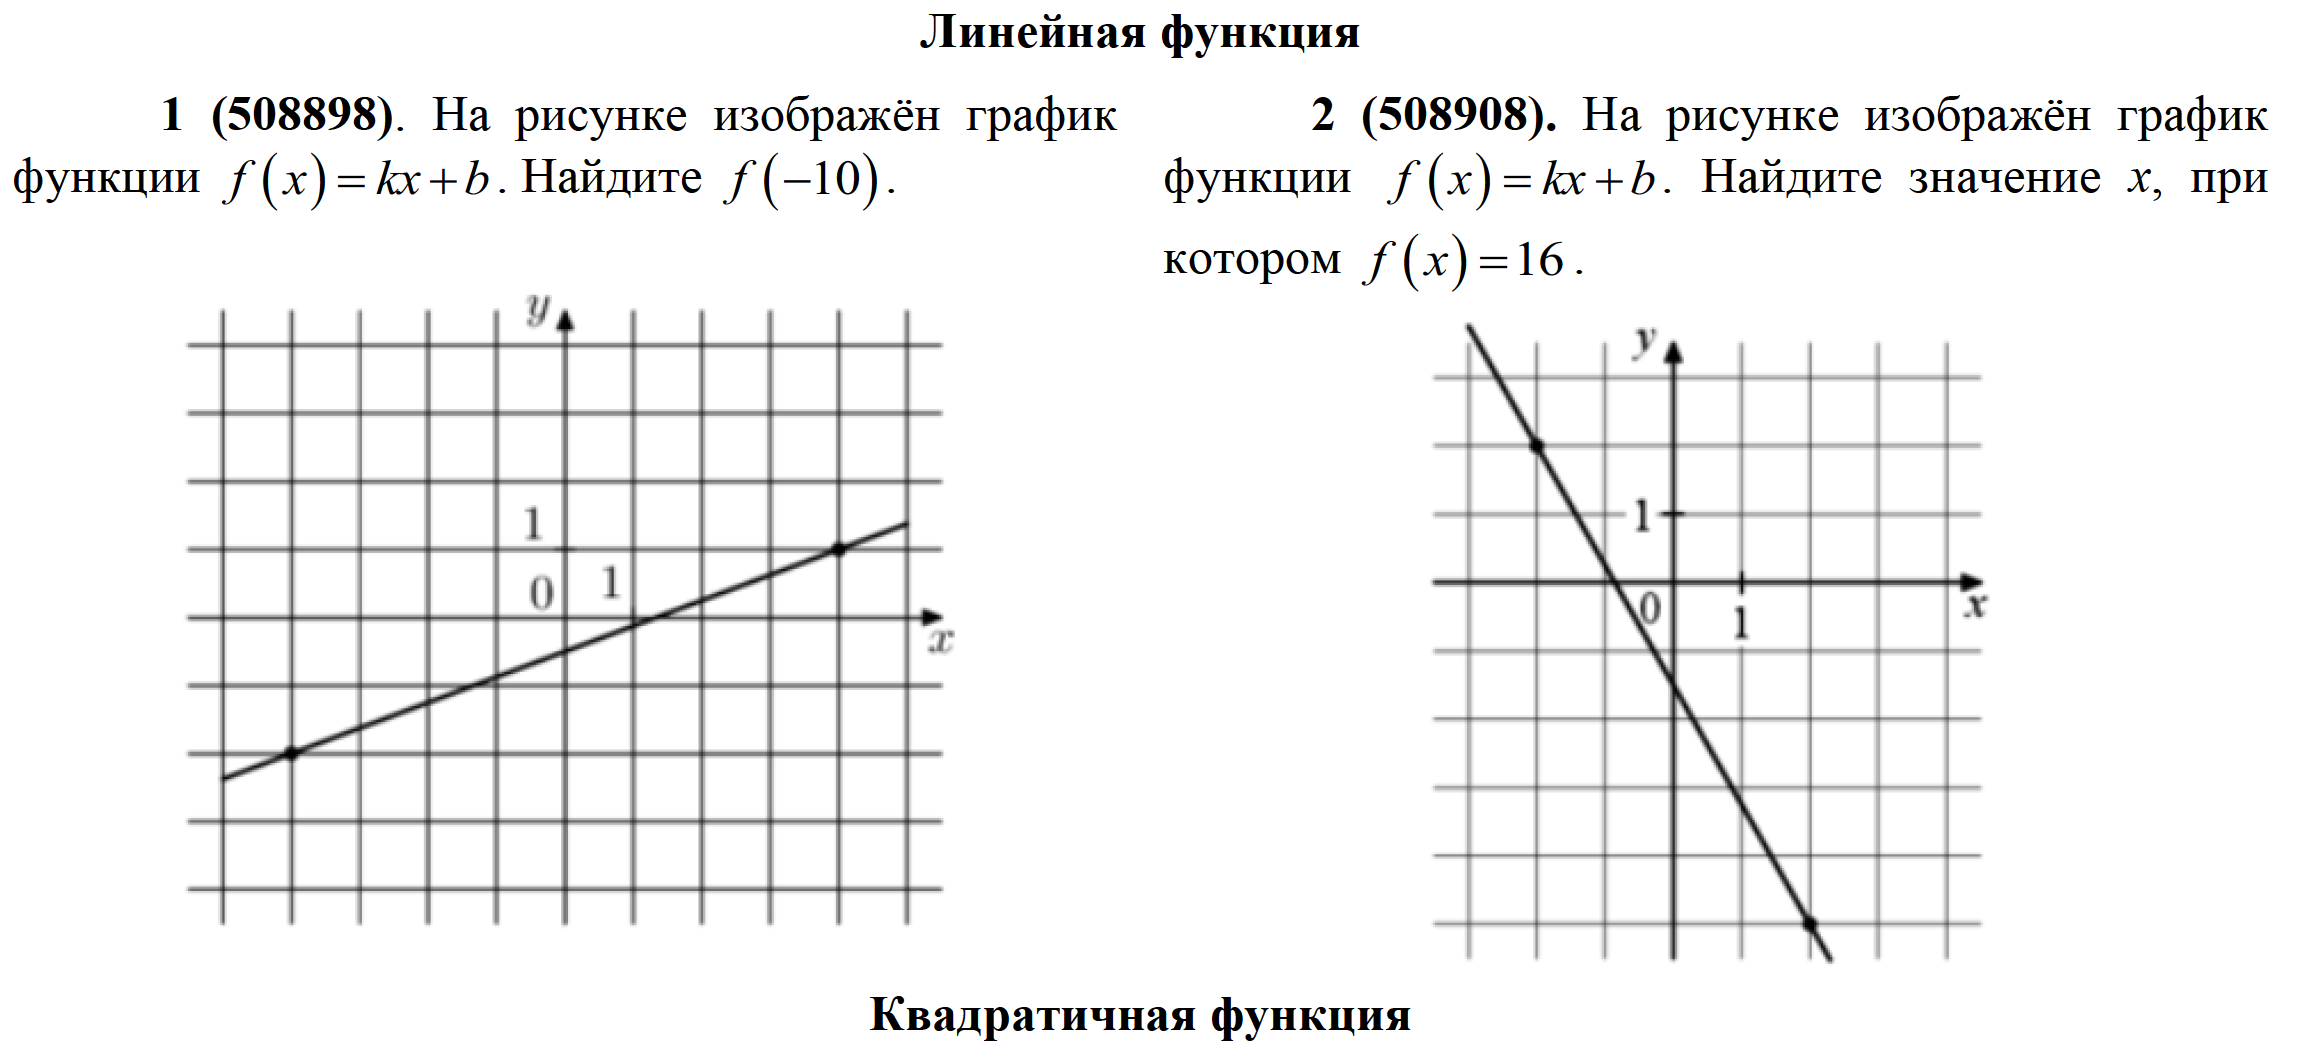 Линейная функция
1 (508898). На рисунке изображён график
функции f(x)=kx+b. Найдите f(−10).
2 (508908). На рисунке изображён график
функции f(x)=kx+b. Найдите значение x, при
котором f(x)=16.
y
1
0 1
x
y
1
0 1
x
Квадратичная функция